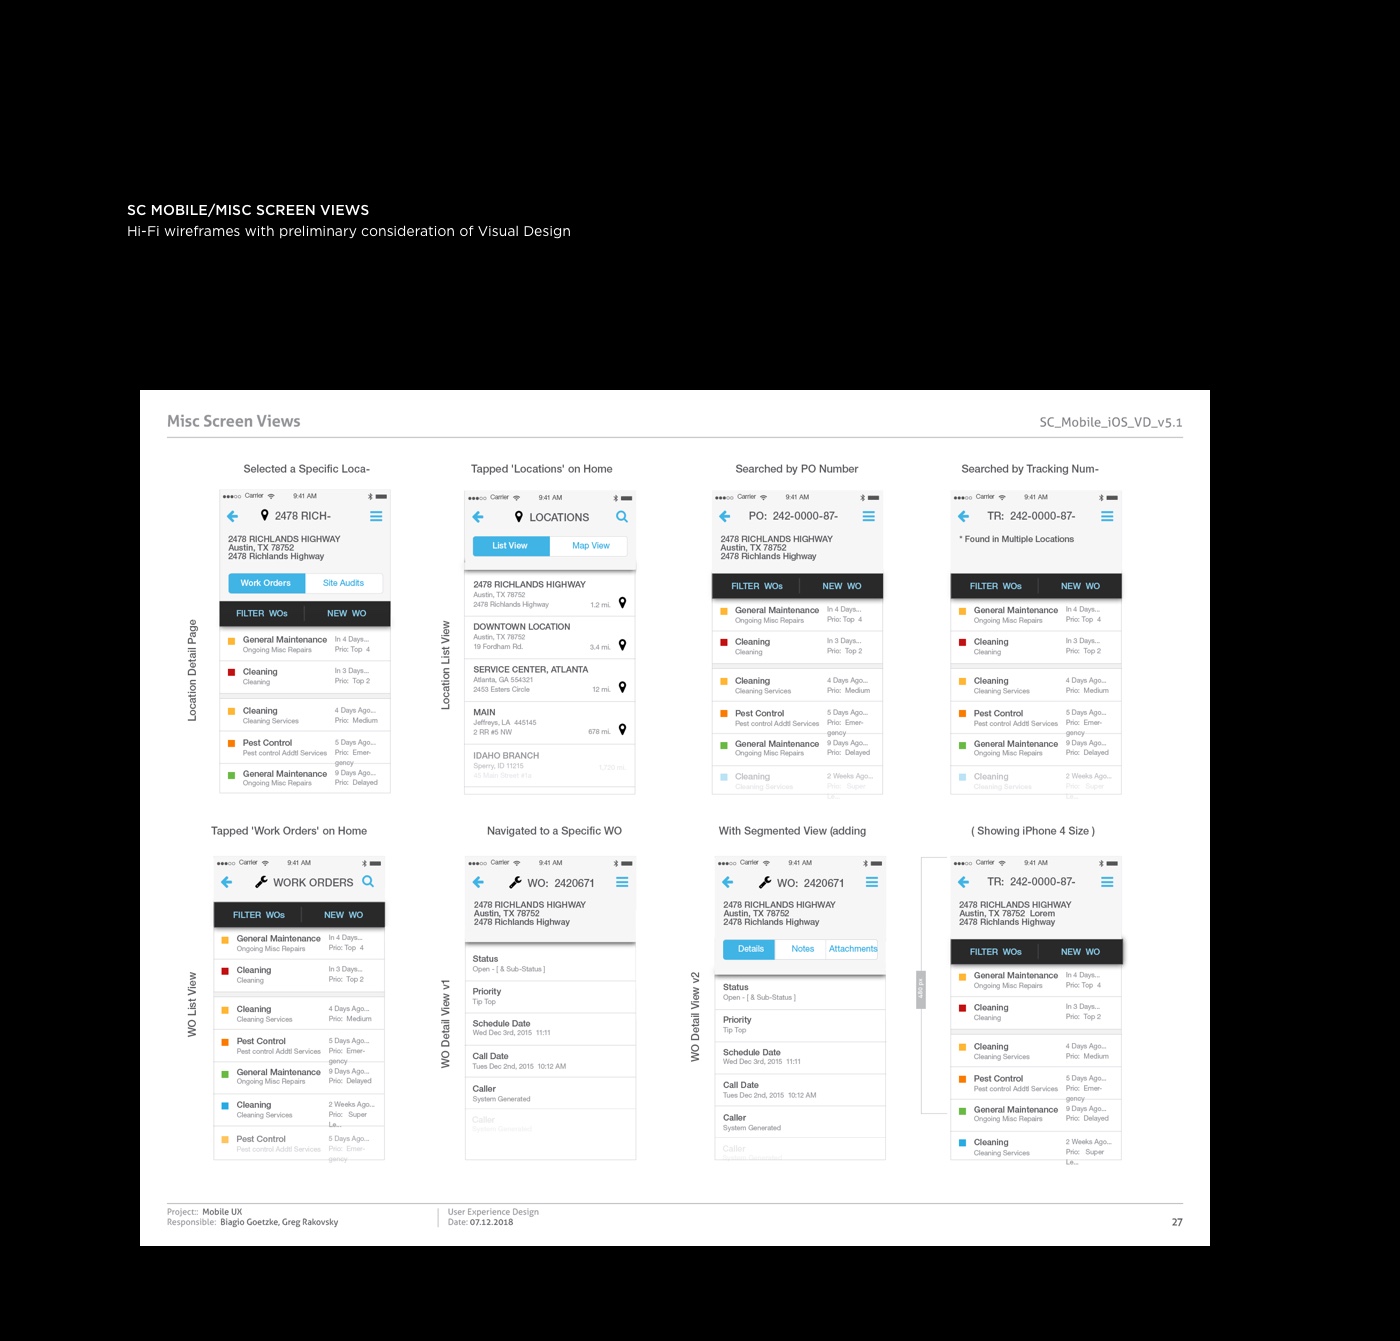 SC MOBILE/MISC SCREEN VIEWS
Hi-Fi wireframes with preliminary consideration of Visual Design
Misc Screen Views
SC_Mobile_iOS_VD_v5.1
Selected a Specific Loca-
Location Detail Page
Carrier 9:41 AM
2478 RICH-
2478 RICHLANDS HIGHWAY
Austin, TX 78752
2478 Richlands Highway
Work Orders Site Audits
FILTER WOs NEW WO
General Maintenance In 4 Days...
Ongoing Misc Repairs Prio: Top 4
Cleaning In 3 Days...
Cleaning Prio: Top 2
Cleaning 4 Days Ago...
Cleaning Services Prio: Medium
Pest Control 5 Days Ago...
Pest control Addtl Services Prio: Emer-
gency
General Maintenance 9 Days Ago...
Ongoing Misc Repairs Prio: Delayed
Tapped 'Locations' on Home
Location List View
Carrier 9:41 AM
LOCATIONS
List View Map View
2478 RICHLANDS HIGHWAY
Austin, TX 78752
2478 Richlands Highway 1.2 mi.
DOWNTOWN LOCATION
Austin, TX 78752
19 Fordham Rd. 3.4 mi.
SERVICE CENTER, ATLANTA
Atlanta, GA 554321
2453 Esters Circle 12 mi.
MAIN
Jeffreys, LA 445145
2 RR #5 NW 678 mi.
IDAHO BRANCH
Sperry, ID 11215
45 Main Street #1a 1,720 mi.
Searched by PO Number
Carrier 9:41 AM
PO: 242-0000-87-
2478 RICHLANDS HIGHWAY
Austin, TX 78752
2478 Richlands Highway
FILTER WOs NEW WO
General Maintenance In 4 Days...
Ongoing Misc Repairs Prio: Top 4
Cleaning In 3 Days...
Cleaning Prio: Top 2
Cleaning 4 Days Ago...
Cleaning Services Prio: Medium
Pest Control 5 Days Ago...
Pest control Addtl Services Prio: Emer-
gency
General Maintenance 9 Days Ago...
Ongoing Misc Repairs Prio: Delayed
Cleaning 2 Weeks Ago...
Cleaning Services Prio: Super
Le...
Searched by Tracking Num-
Carrier 9:41 AM
TR: 242-0000-87-
* Found in Multiple Locations
FILTER WOs NEW WO
General Maintenance In 4 Days...
Ongoing Misc Repairs Prio: Top 4
Cleaning In 3 Days...
Cleaning Prio: Top 2
Cleaning 4 Days Ago...
Cleaning Services Prio: Medium
Pest Control 5 Days Ago...
Pest control Addtl Services Prio: Emer-
gency
General Maintenance 9 Days Ago...
Ongoing Misc Repairs Prio: Delayed
Cleaning 2 Weeks Ago...
Cleaning Services Prio: Super
Le...
Tapped 'Work Orders' on Home
WO List View
Carrier 9:41 AM
WORK ORDERS
FILTER WOs NEW WO
General Maintenance In 4 Days...
Ongoing Misc Repairs Prio: Top 4
Cleaning In 3 Days...
Cleaning Prio: Top 2
Cleaning 4 Days Ago...
Cleaning Services Prio: Medium
Pest Control 5 Days Ago...
Pest control Addtl Services Prio: Emer-
gency
General Maintenance 9 Days Ago...
Ongoing Misc Repairs Prio: Delayed
Cleaning 2 Weeks Ago...
Cleaning Services Prio: Super
Le...
Pest Control 5 Days Ago...
Pest control Addtl Services Prio: Emer-
gency
Navigated to a Specific WO
WO Detail View v1
Carrier 9:41 AM
WO: 2420671
2478 RICHLANDS HIGHWAY
Austin, TX 78752
2478 Richlands Highway
Status
Open - [ & Sub-Status ]
Priority
Tip Top
Schedule Date
Wed Dec 3rd, 2015 11:11
Call Date
Tues Dec 2nd, 2015 10:12 AM
Caller
System Generated
Caller
System Generated
With Segmented View (adding
WO Detail View v2
Carrier 9:41 AM
WO: 2420671
2478 RICHLANDS HIGHWAY
Austin, TX 78752
2478 Richlands Highway
Details Notes Attachments
Status
Open - [ & Sub-Status ]
Priority
Tip Top
Schedule Date
Wed Dec 3rd, 2015 11:11
Call Date
Tues Dec 2nd, 2015 10:12 AM
Caller
System Generated
Caller
System Generated
( Showing iPhone 4 Size )
Carrier 9:41 AM
TR: 242-0000-87-
2478 RICHLANDS HIGHWAY
Austin, TX 78752 Lorem
2478 Richlands Highway
FILTER WOs NEW WO
General Maintenance In 4 Days...
Ongoing Misc Repairs Prio: Top 4
Cleaning In 3 Days...
Cleaning Prio: Top 2
Cleaning 4 Days Ago...
Cleaning Services Prio: Medium
Pest Control 5 Days Ago...
Pest control Addtl Services Prio: Emer-
gency
General Maintenance 9 Days Ago...
Ongoing Misc Repairs Prio: Delayed
Cleaning 2 Weeks Ago...
Cleaning Services Prio: Super
Le...
Project:: Mobile UX
Responsible: Biagio Goetzke, Greg Rakovsky
User Experience Design
Date: 07.12.2018
27